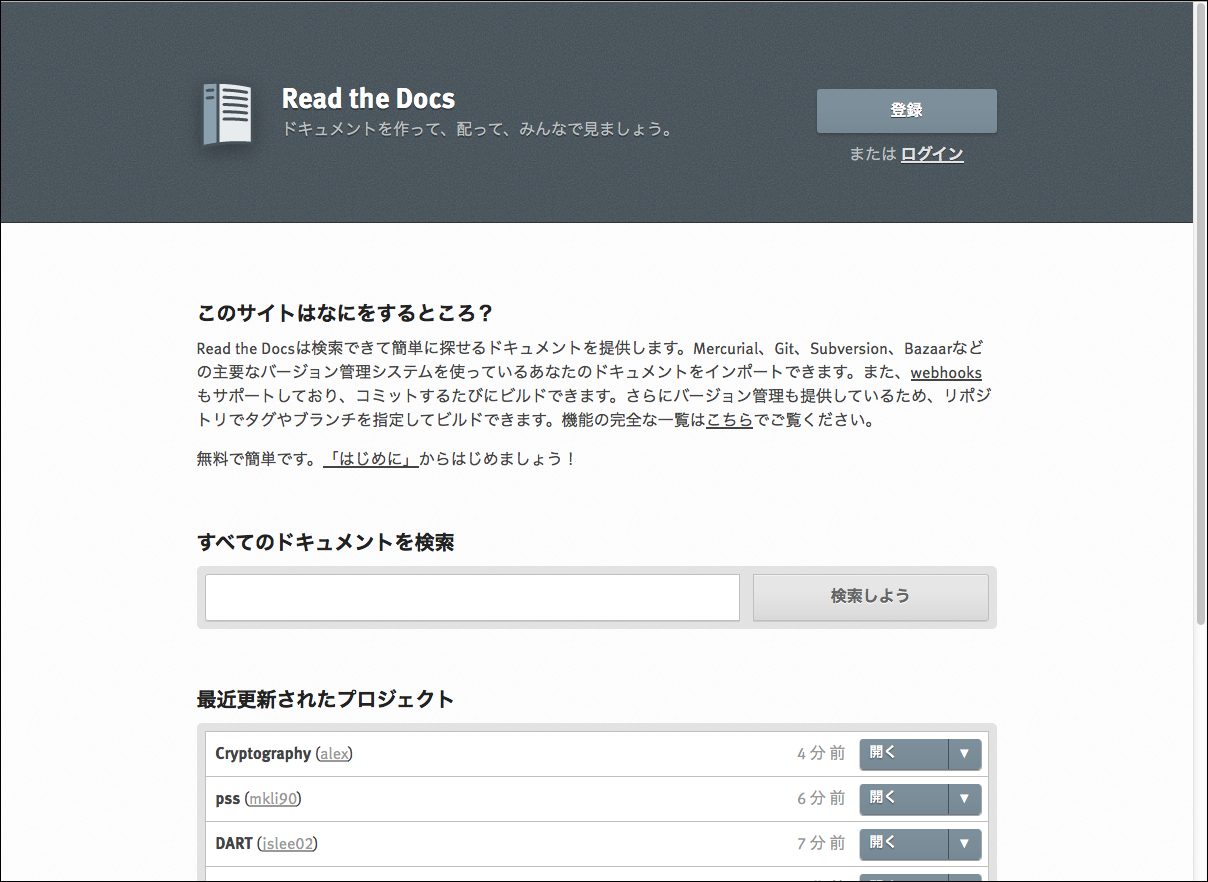 Read the Docs
ドキュメントを作って、配って、みんなで見ましょう。
登録
または ログイン
このサイトはなにをするところ？
Read the Docsは検索できて簡単に探せるドキュメントを提供します。Mercurial、Git、Subversion、Bazaarなど
の主要なバージョン管理システムを使っているあなたのドキュメントをインポートできます。また、webhooks
もサポートしており、コミットするたびにビルドできます。さらにバージョン管理も提供しているため、リポジ
トリでタグやブランチを指定してビルドできます。機能の完全な一覧はこちらでご覧ください。
無料で簡単です。「はじめに」からはじめましょう！
すべてのドキュメントを検索
検索しよう
最近更新されたプロジェクト
Cryptography (alex) 4 分 前 開く ▼
pss (mkli90) 6 分 前 開く ▼
DART (islee02) 7 分 前 開く ▼